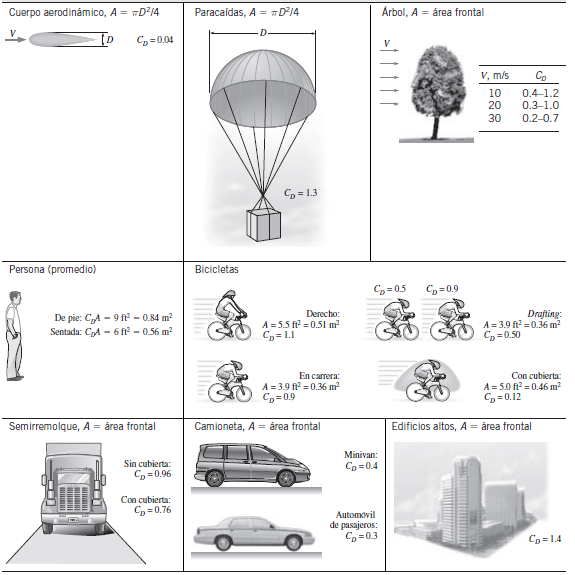 Cuerpo aerodinámico, A = πD²/4
V
D
C_D = 0.04
Paracaídas, A = πD²/4
D
C_D = 1.3
Árbol, A = área frontal
V
V, m/s C_D
10 0.4–1.2
20 0.3–1.0
30 0.2–0.7
Persona (promedio)
De pie: C_DA = 9 ft² = 0.84 m²
Sentada: C_DA = 6 ft² = 0.56 m²
Bicicletas
Derecho:
A = 5.5 ft² = 0.51 m²
C_D = 1.1
C_D = 0.5 C_D = 0.9
Drafting:
A = 3.9 ft² = 0.36 m²
C_D = 0.50
En carrera:
A = 3.9 ft² = 0.36 m²
C_D = 0.9
Con cubierta:
A = 5.0 ft² = 0.46 m²
C_D = 0.12
Semirremolque, A = área frontal
Sin cubierta:
C_D = 0.96
Con cubierta:
C_D = 0.76
Camioneta, A = área frontal
Minivan:
C_D = 0.4
Automóvil
de pasajeros:
C_D = 0.3
Edificios altos, A = área frontal
C_D = 1.4